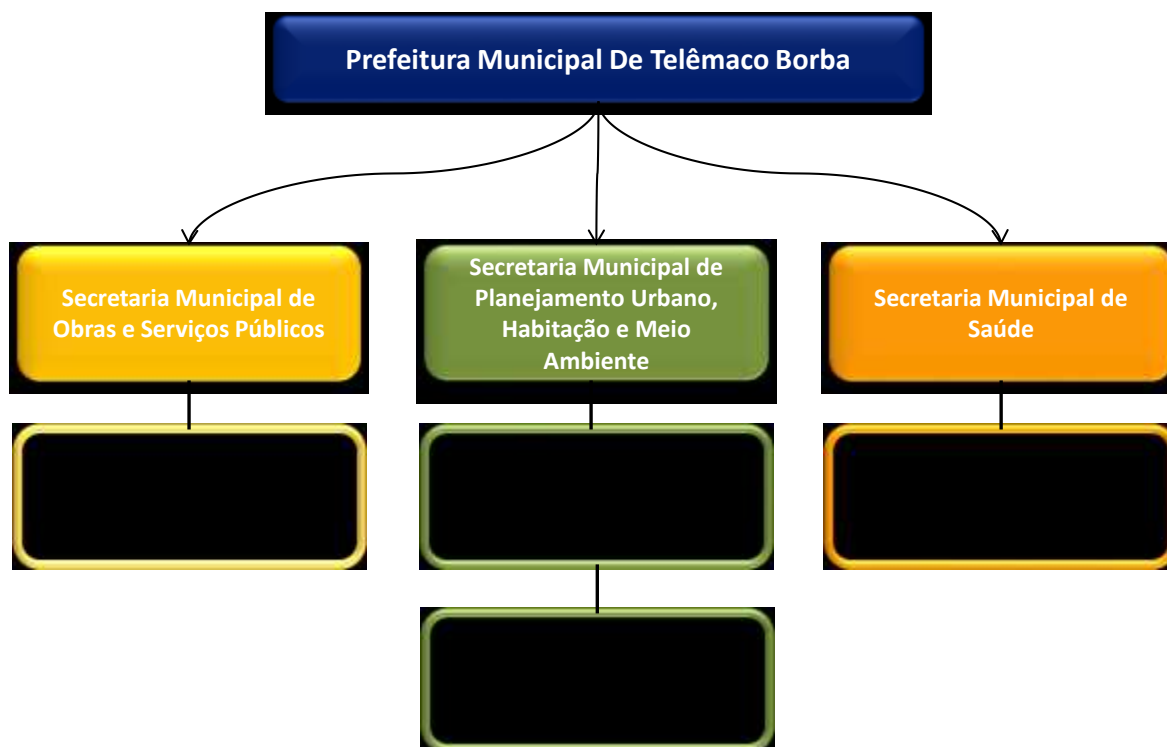 Prefeitura Municipal De Telêmaco Borba
Secretaria Municipal de
Obras e Serviços Públicos
Secretaria Municipal de
Planejamento Urbano,
Habitação e Meio
Ambiente
Secretaria Municipal de
Saúde